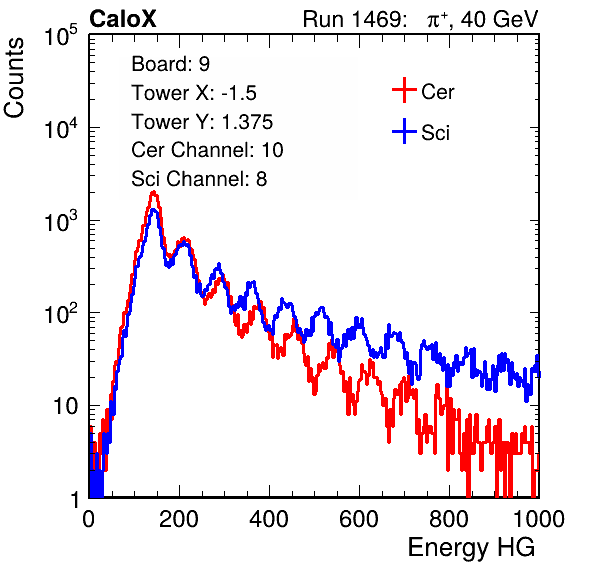 CaloX Run 1469: π⁺, 40 GeV
Counts
Board: 9
Tower X: -1.5
Tower Y: 1.375
Cer Channel: 10
Sci Channel: 8
Cer
Sci
10⁵
10⁴
10³
10²
10
1
0 200 400 600 800 1000
Energy HG